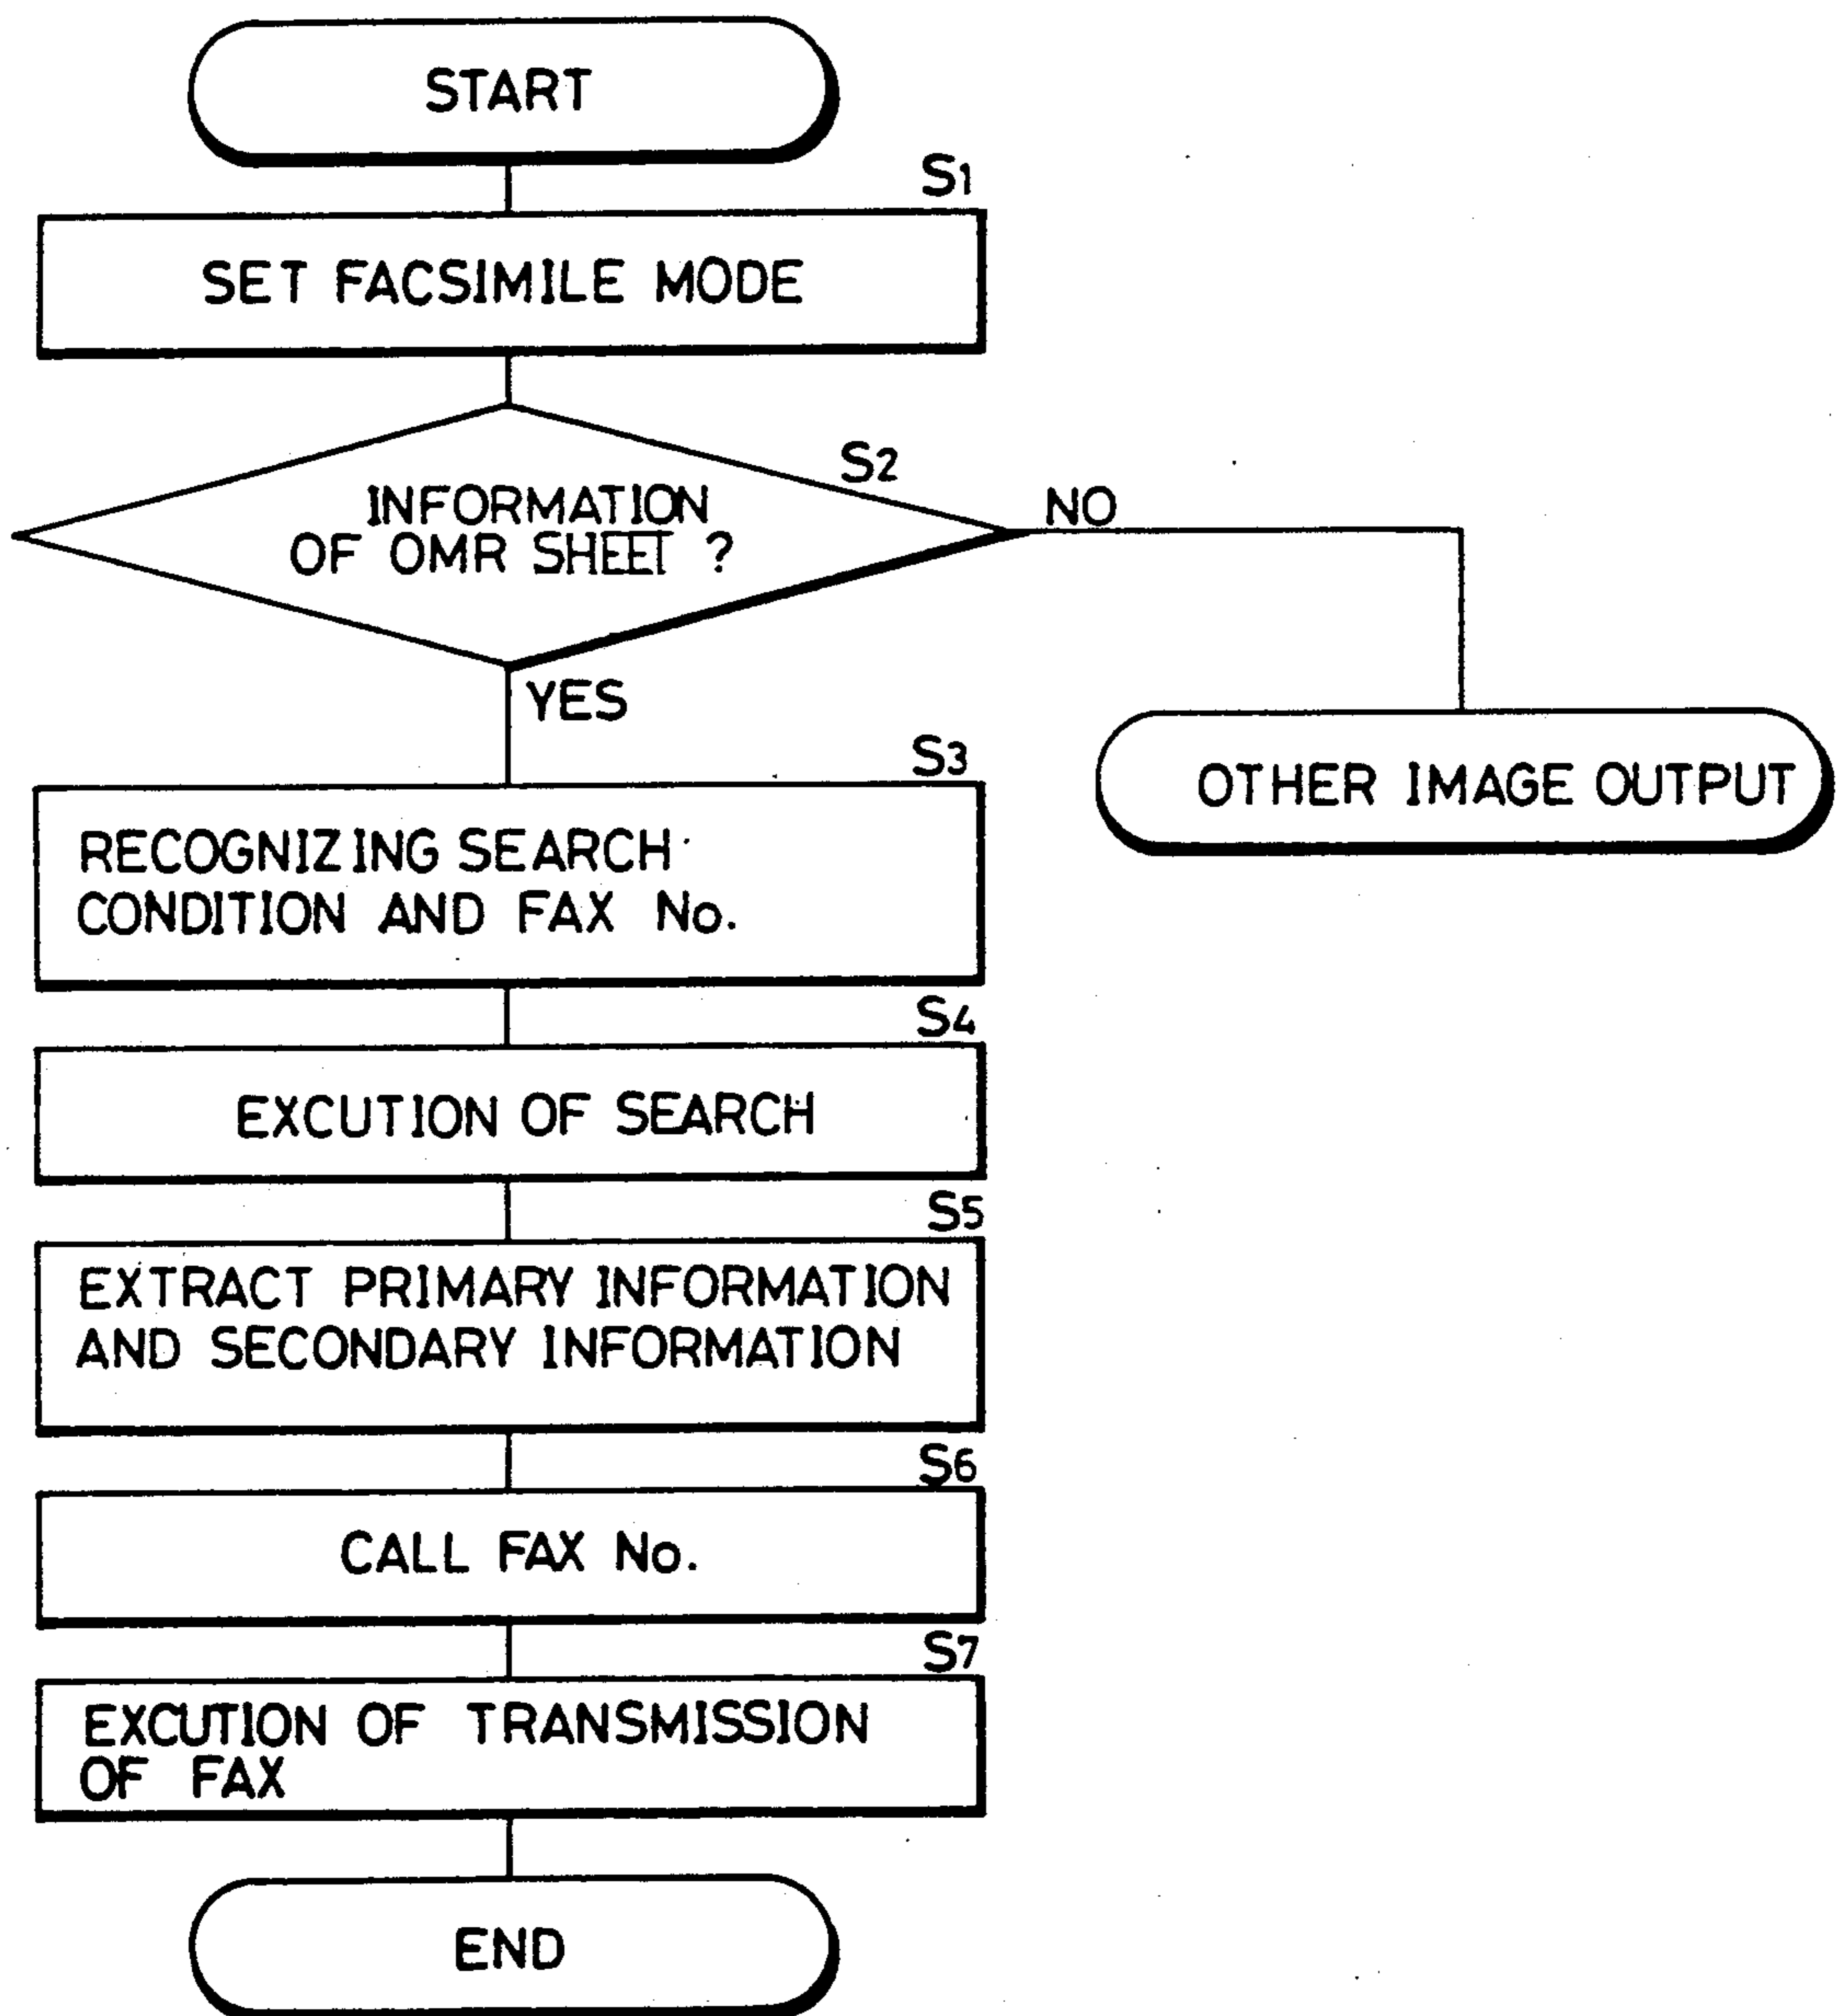 START
S1
SET FACSIMILE MODE
S2
INFORMATION
OF OMR SHEET ?
NO
YES
S3
OTHER IMAGE OUTPUT
RECOGNIZING SEARCH
CONDITION AND FAX No.
S4
EXCUTION OF SEARCH
S5
EXTRACT PRIMARY INFORMATION
AND SECONDARY INFORMATION
S6
CALL FAX No.
S7
EXCUTION OF TRANSMISSION
OF FAX
END